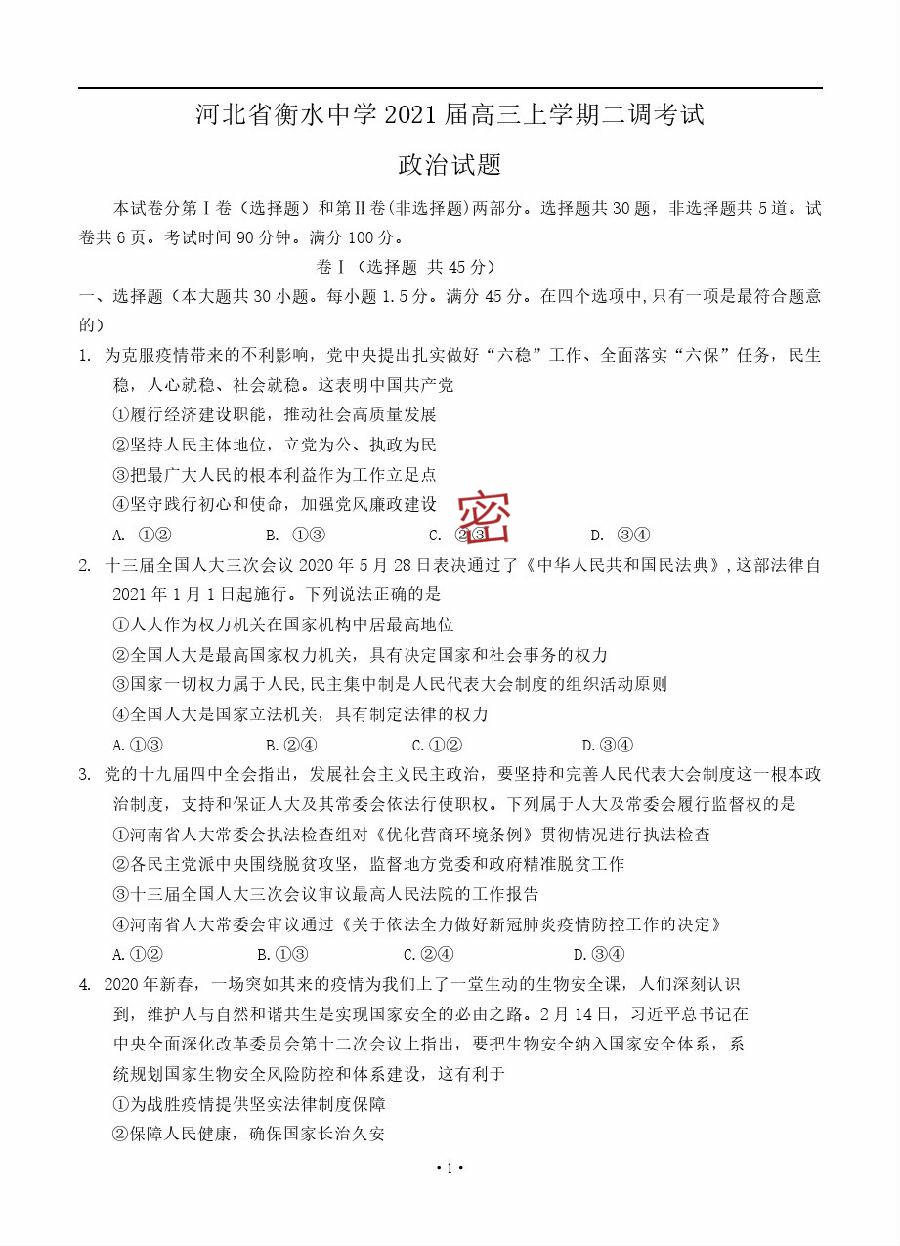 河北省衡水中学 2021 届高三上学期二调考试
政治试题
本试卷分第Ⅰ卷（选择题）和第Ⅱ卷(非选择题)两部分。选择题共 30 题，非选择题共 5 道。试
卷共 6 页。考试时间 90 分钟。满分 100 分。
卷Ⅰ（选择题 共 45 分）
一、选择题（本大题共 30 小题。每小题 1.5 分。满分 45 分。在四个选项中,只有一项是最符合题意
的）
1. 为克服疫情带来的不利影响，党中央提出扎实做好“六稳”工作、全面落实“六保”任务，民生
稳，人心就稳、社会就稳。这表明中国共产党
①履行经济建设职能，推动社会高质量发展
②坚持人民主体地位，立党为公、执政为民
③把最广大人民的根本利益作为工作立足点
④坚守践行初心和使命，加强党风廉政建设
密
A. ①② B. ①③ C. ②③ D. ③④
2. 十三届全国人大三次会议 2020 年 5 月 28 日表决通过了《中华人民共和国民法典》,这部法律自
2021 年 1 月 1 日起施行。下列说法正确的是
①人大作为权力机关在国家机构中居最高地位
②全国人大是最高国家权力机关，具有决定国家和社会事务的权力
③国家一切权力属于人民,民主集中制是人民代表大会制度的组织活动原则
④全国人大是国家立法机关，具有制定法律的权力
A.①③ B.②④ C.①② D.③④
3. 党的十九届四中全会指出，发展社会主义民主政治，要坚持和完善人民代表大会制度这一根本政
治制度，支持和保证人大及其常委会依法行使职权。下列属于人大及常委会履行监督权的是
①河南省人大常委会执法检查组对《优化营商环境条例》贯彻情况进行执法检查
②各民主党派中央围绕脱贫攻坚，监督地方党委和政府精准脱贫工作
③十三届全国人大三次会议审议最高人民法院的工作报告
④河南省人大常委会审议通过《关于依法全力做好新冠肺炎疫情防控工作的决定》
A.①② B.①③ C.②④ D.③④
4. 2020 年新春，一场突如其来的疫情为我们上了一堂生动的生物安全课，人们深刻认识
到，维护人与自然和谐共生是实现国家安全的必由之路。2 月 14 日，习近平总书记在
中央全面深化改革委员会第十二次会议上指出，要把生物安全纳入国家安全体系，系
统规划国家生物安全风险防控和体系建设，这有利于
①为战胜疫情提供坚实法律制度保障
②保障人民健康，确保国家长治久安
• 1 •